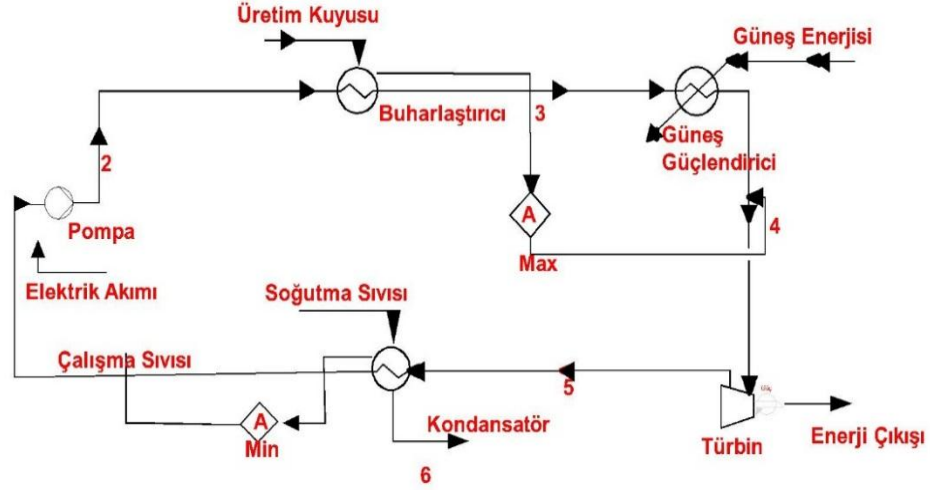 Üretim Kuyusu
Güneş Enerjisi
Buharlaştırıcı
3
Güneş
Güçlendirici
2
A
4
Pompa
Max
Elektrik Akımı
Soğutma Sıvısı
Çalışma Sıvısı
5
A
Min
Kondansatör
Türbin
Enerji Çıkışı
6